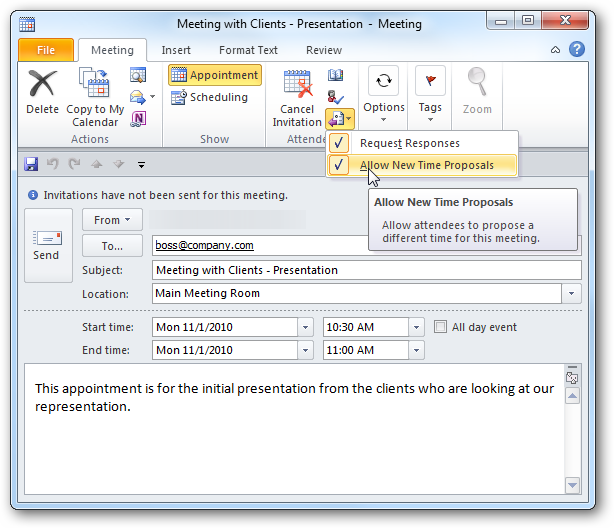 Meeting with Clients - Presentation - Meeting
File Meeting Insert Format Text Review
Delete
Copy to My
Calendar
Actions
Appointment
Scheduling
Show
Cancel
Invitation
Attende
Options
Tags
Zoom
Request Responses
Allow New Time Proposals
Allow New Time Proposals
Allow attendees to propose a
different time for this meeting.
Invitations have not been sent for this meeting.
Send
From
To... boss@company.com
Subject: Meeting with Clients - Presentation
Location: Main Meeting Room
Start time: Mon 11/1/2010 10:30 AM All day event
End time: Mon 11/1/2010 11:00 AM
This appointment is for the initial presentation from the clients who are looking at our
representation.